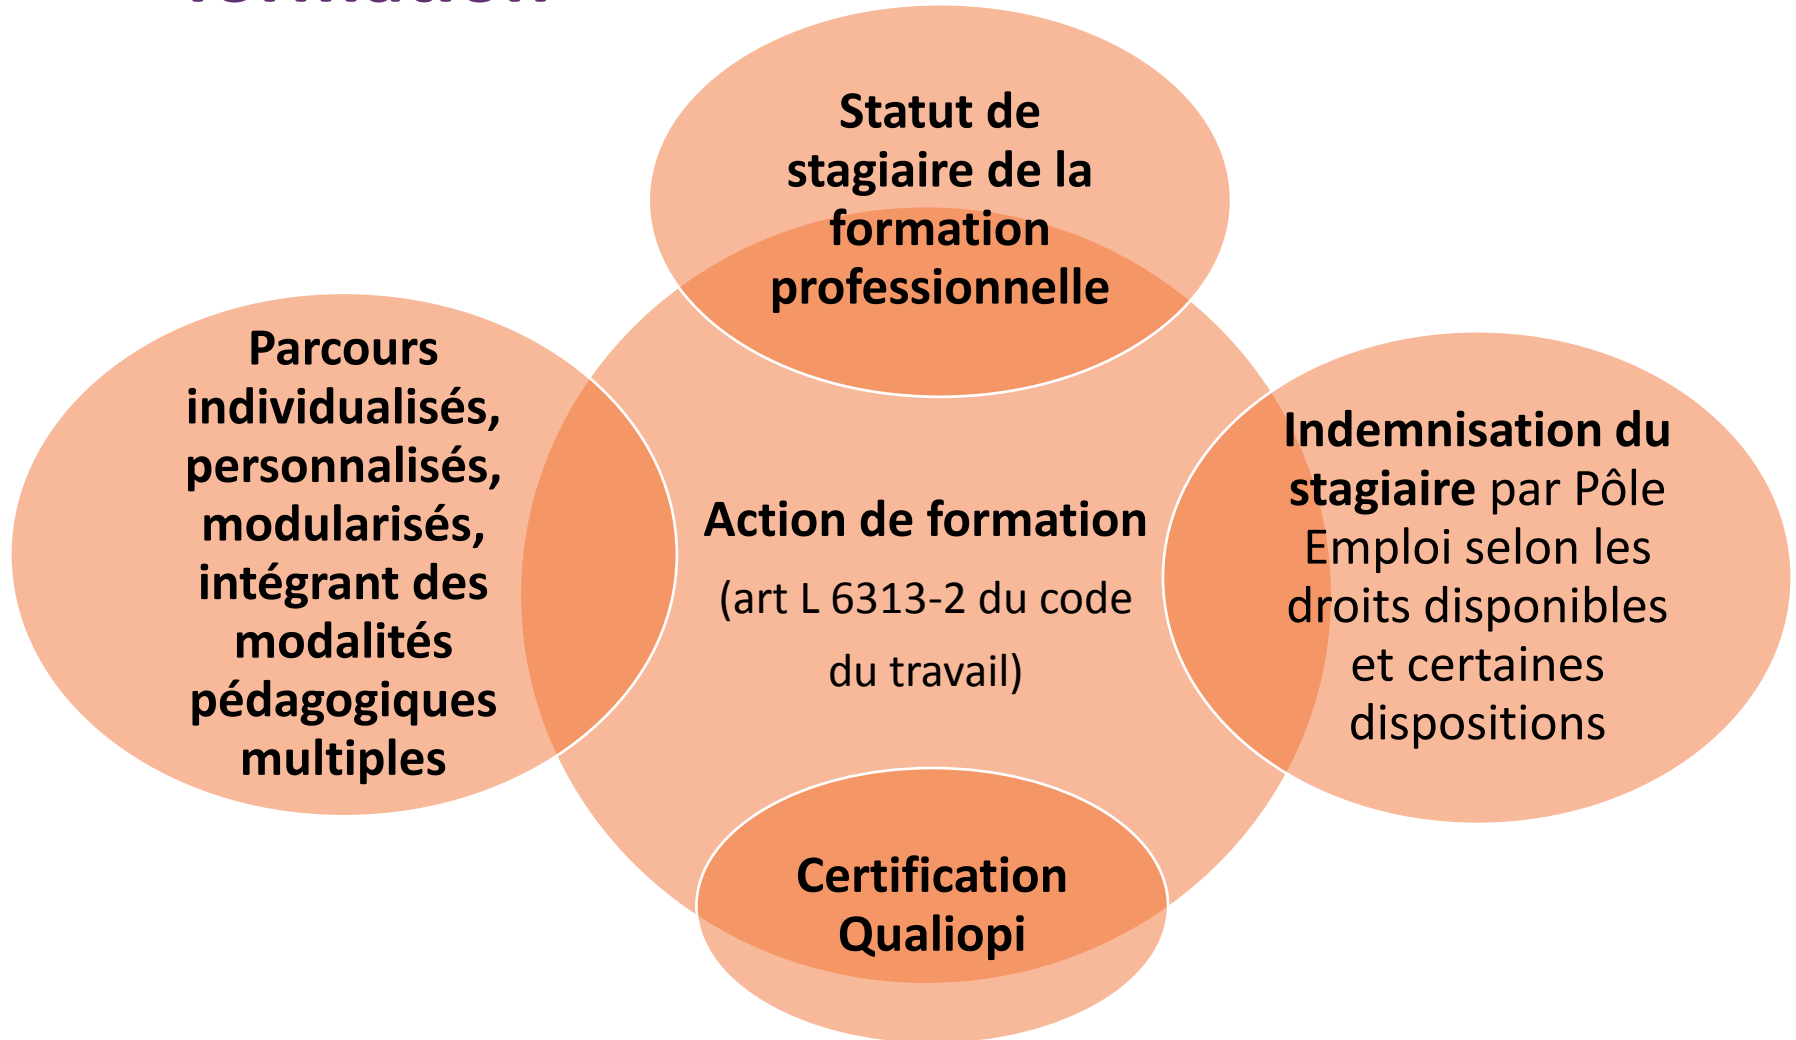 formation
Statut de
stagiaire de la
formation
professionnelle
Parcours
individualisés,
personnalisés,
modularisés,
intégrant des
modalités
pédagogiques
multiples
Action de formation
(art L 6313-2 du code
du travail)
Indemnisation du
stagiaire par Pôle
Emploi selon les
droits disponibles
et certaines
dispositions
Certification
Qualiopi